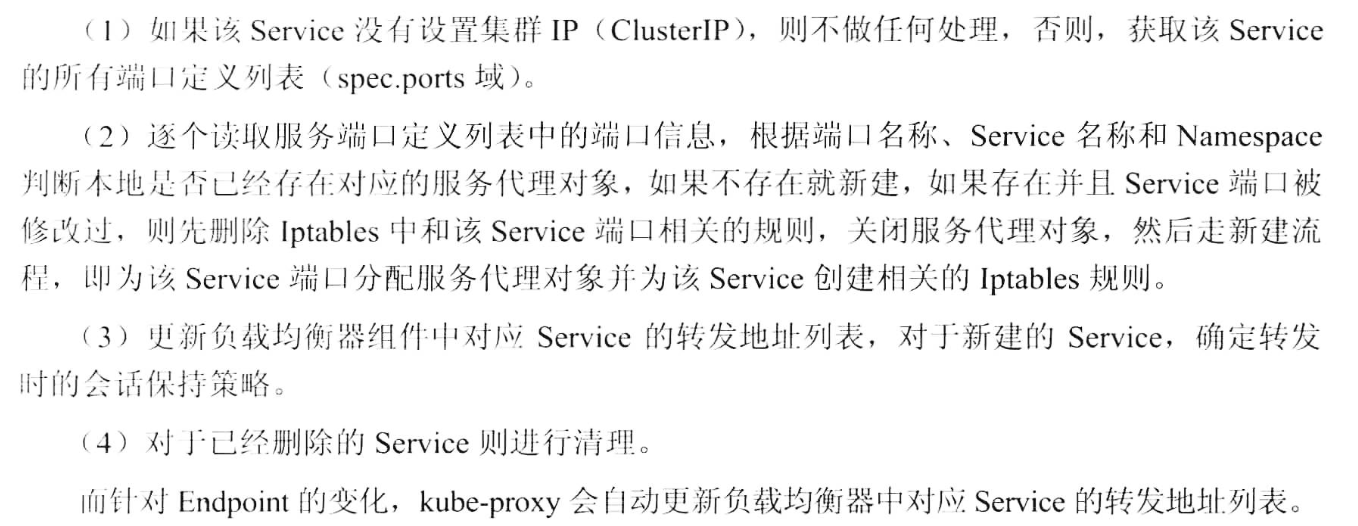 （1）如果该 Service 没有设置集群 IP（ClusterIP），则不做任何处理，否则，获取该 Service
的所有端口定义列表（spec.ports 域）。
（2）逐个读取服务端口定义列表中的端口信息，根据端口名称、Service 名称和 Namespace
判断本地是否已经存在对应的服务代理对象，如果不存在就新建，如果存在并且 Service 端口被
修改过，则先删除 Iptables 中和该 Service 端口相关的规则，关闭服务代理对象，然后走新建流
程，即为该 Service 端口分配服务代理对象并为该 Service 创建相关的 Iptables 规则。
（3）更新负载均衡器组件中对应 Service 的转发地址列表，对于新建的 Service，确定转发
时的会话保持策略。
（4）对于已经删除的 Service 则进行清理。
而针对 Endpoint 的变化，kube-proxy 会自动更新负载均衡器中对应 Service 的转发地址列表。